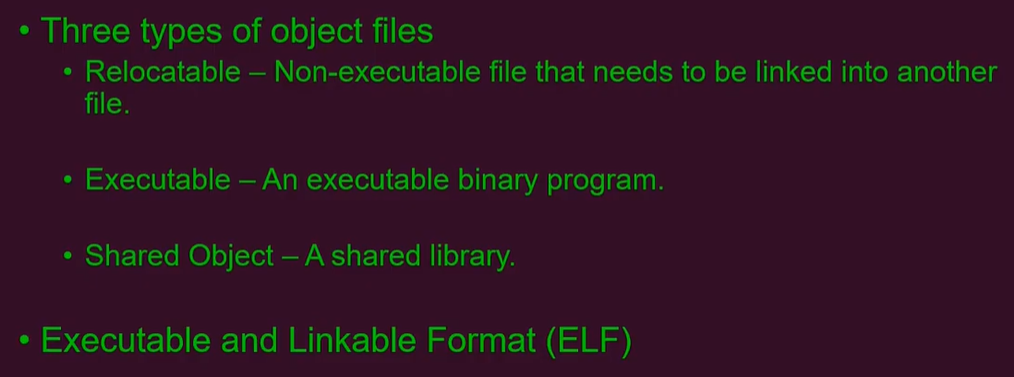 • Three types of object files
• Relocatable – Non-executable file that needs to be linked into another
file.
• Executable – An executable binary program.
• Shared Object – A shared library.
• Executable and Linkable Format (ELF)